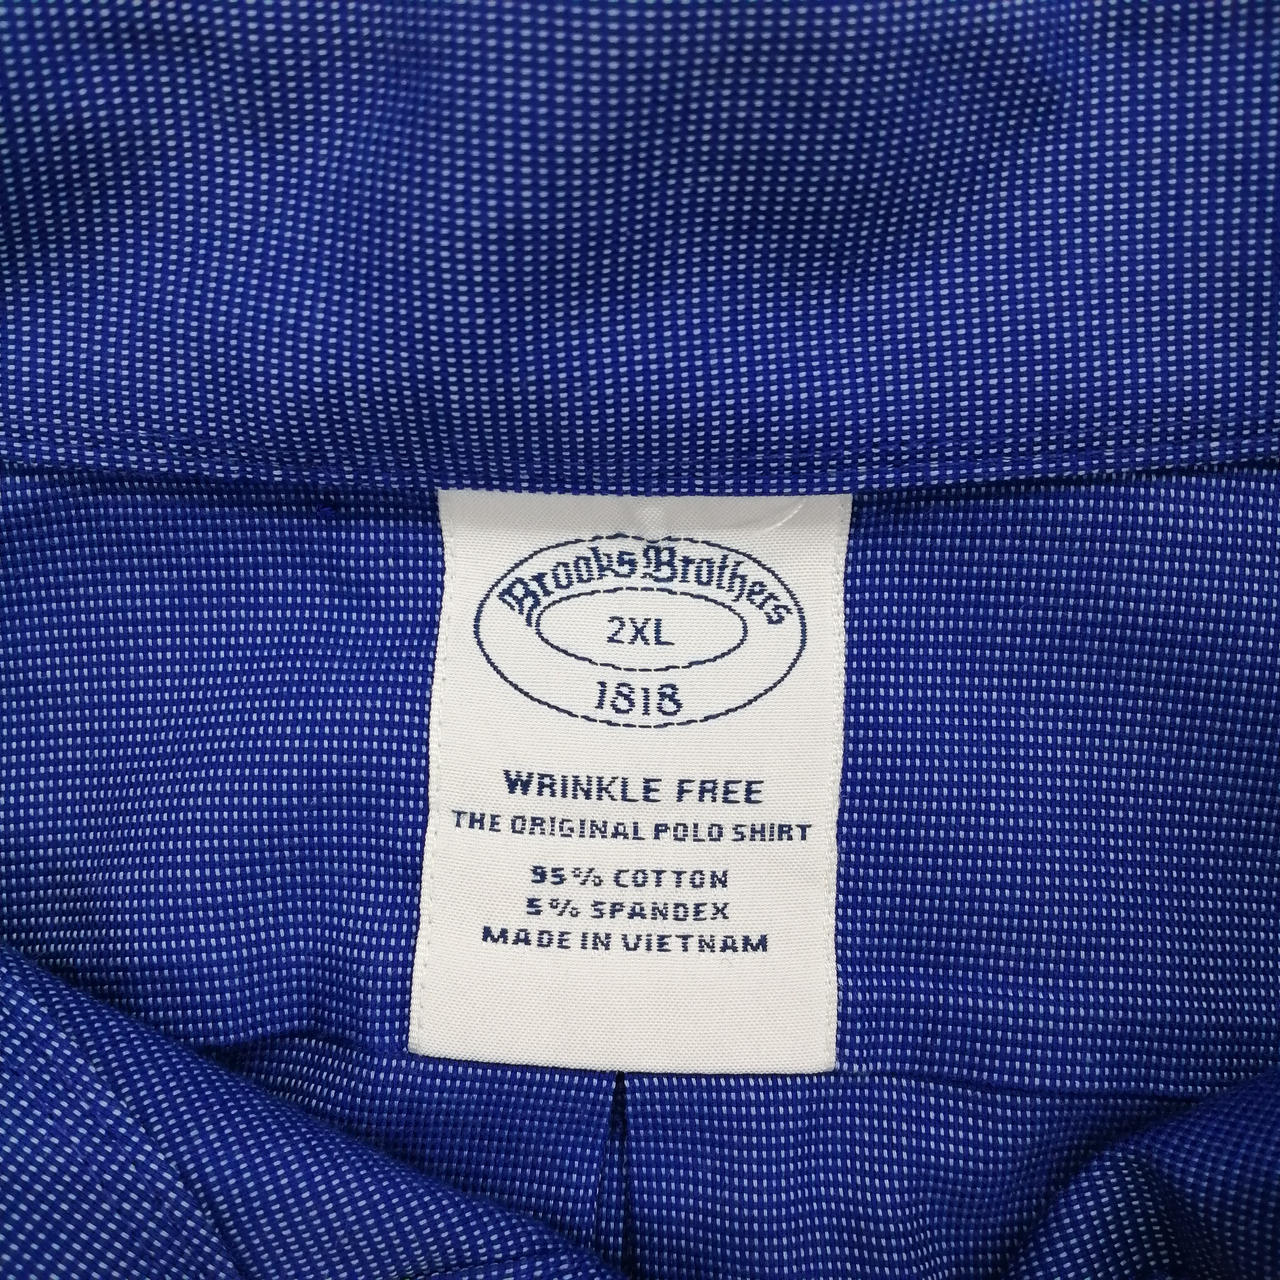 Brooks Brothers
2XL
1818
WRINKLE FREE
THE ORIGINAL POLO SHIRT
95% COTTON
5% SPANDEX
MADE IN VIETNAM